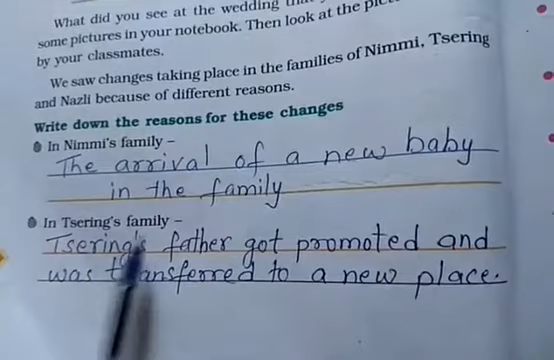 What did you see at the wedding
some pictures in your notebook. Then look at the
by your classmates.
We saw changes taking place in the families of Nimmi, Tsering
and Nazli because of different reasons.
Write down the reasons for these changes
In Nimmi's family –
The arrival of a new baby
in the family
In Tsering's family –
Tsering's father got promoted and
was transferred to a new place.